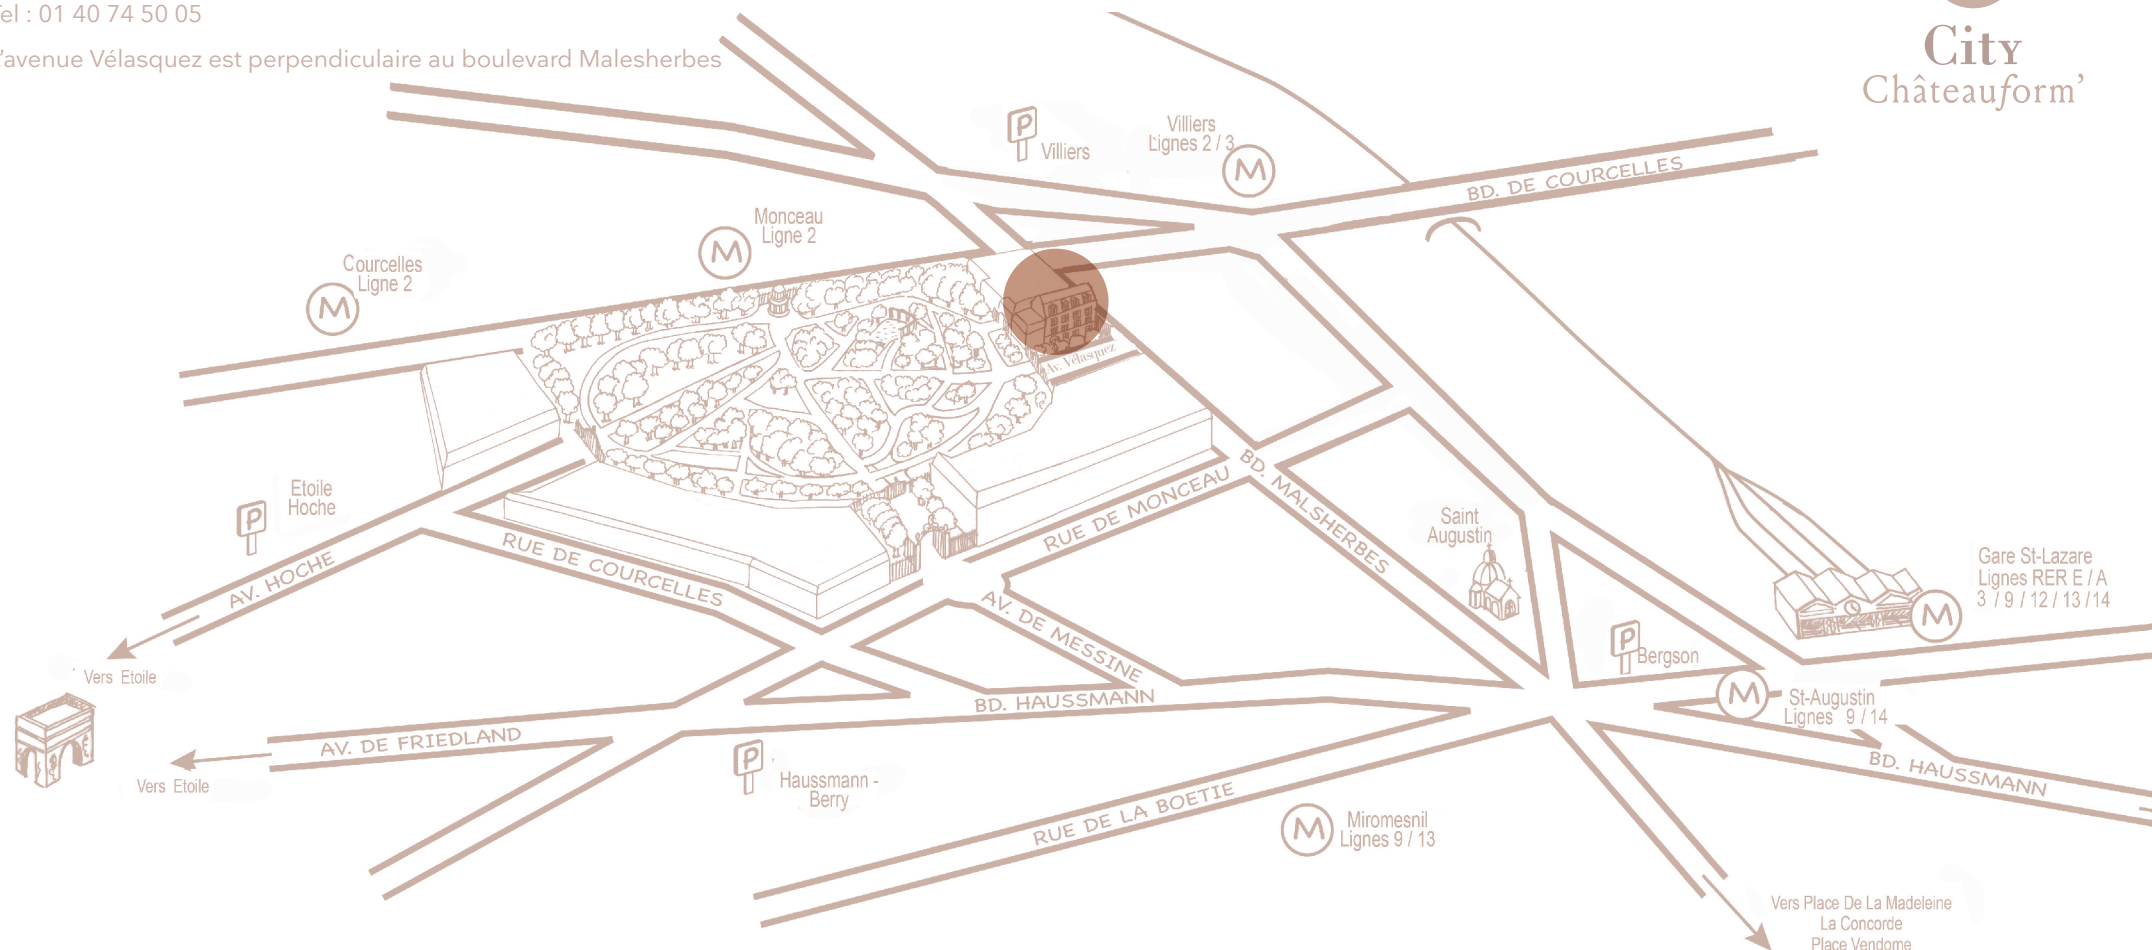 Tel : 01 40 74 50 05
L'avenue Vélasquez est perpendiculaire au boulevard Malesherbes
City
Châteauform'
P
Villiers
Villiers
Lignes 2 / 3
M
BD. DE COURCELLES
Monceau
Ligne 2
M
Courcelles
Ligne 2
M
Av. Vélasquez
Etoile
Hoche
P
AV. HOCHE
RUE DE COURCELLES
RUE DE MONCEAU
BD. MALSHERBES
Saint
Augustin
Gare St-Lazare
Lignes RER E / A
3 / 9 / 12 / 13 /14
M
AV. DE MESSINE
P
Bergson
Vers Etoile
M
St-Augustin
Lignes 9 / 14
BD. HAUSSMANN
AV. DE FRIEDLAND
Vers Etoile
P
Haussmann -
Berry
BD. HAUSSMANN
RUE DE LA BOETIE
M
Miromesnil
Lignes 9 / 13
Vers Place De La Madeleine
La Concorde
Place Vendome